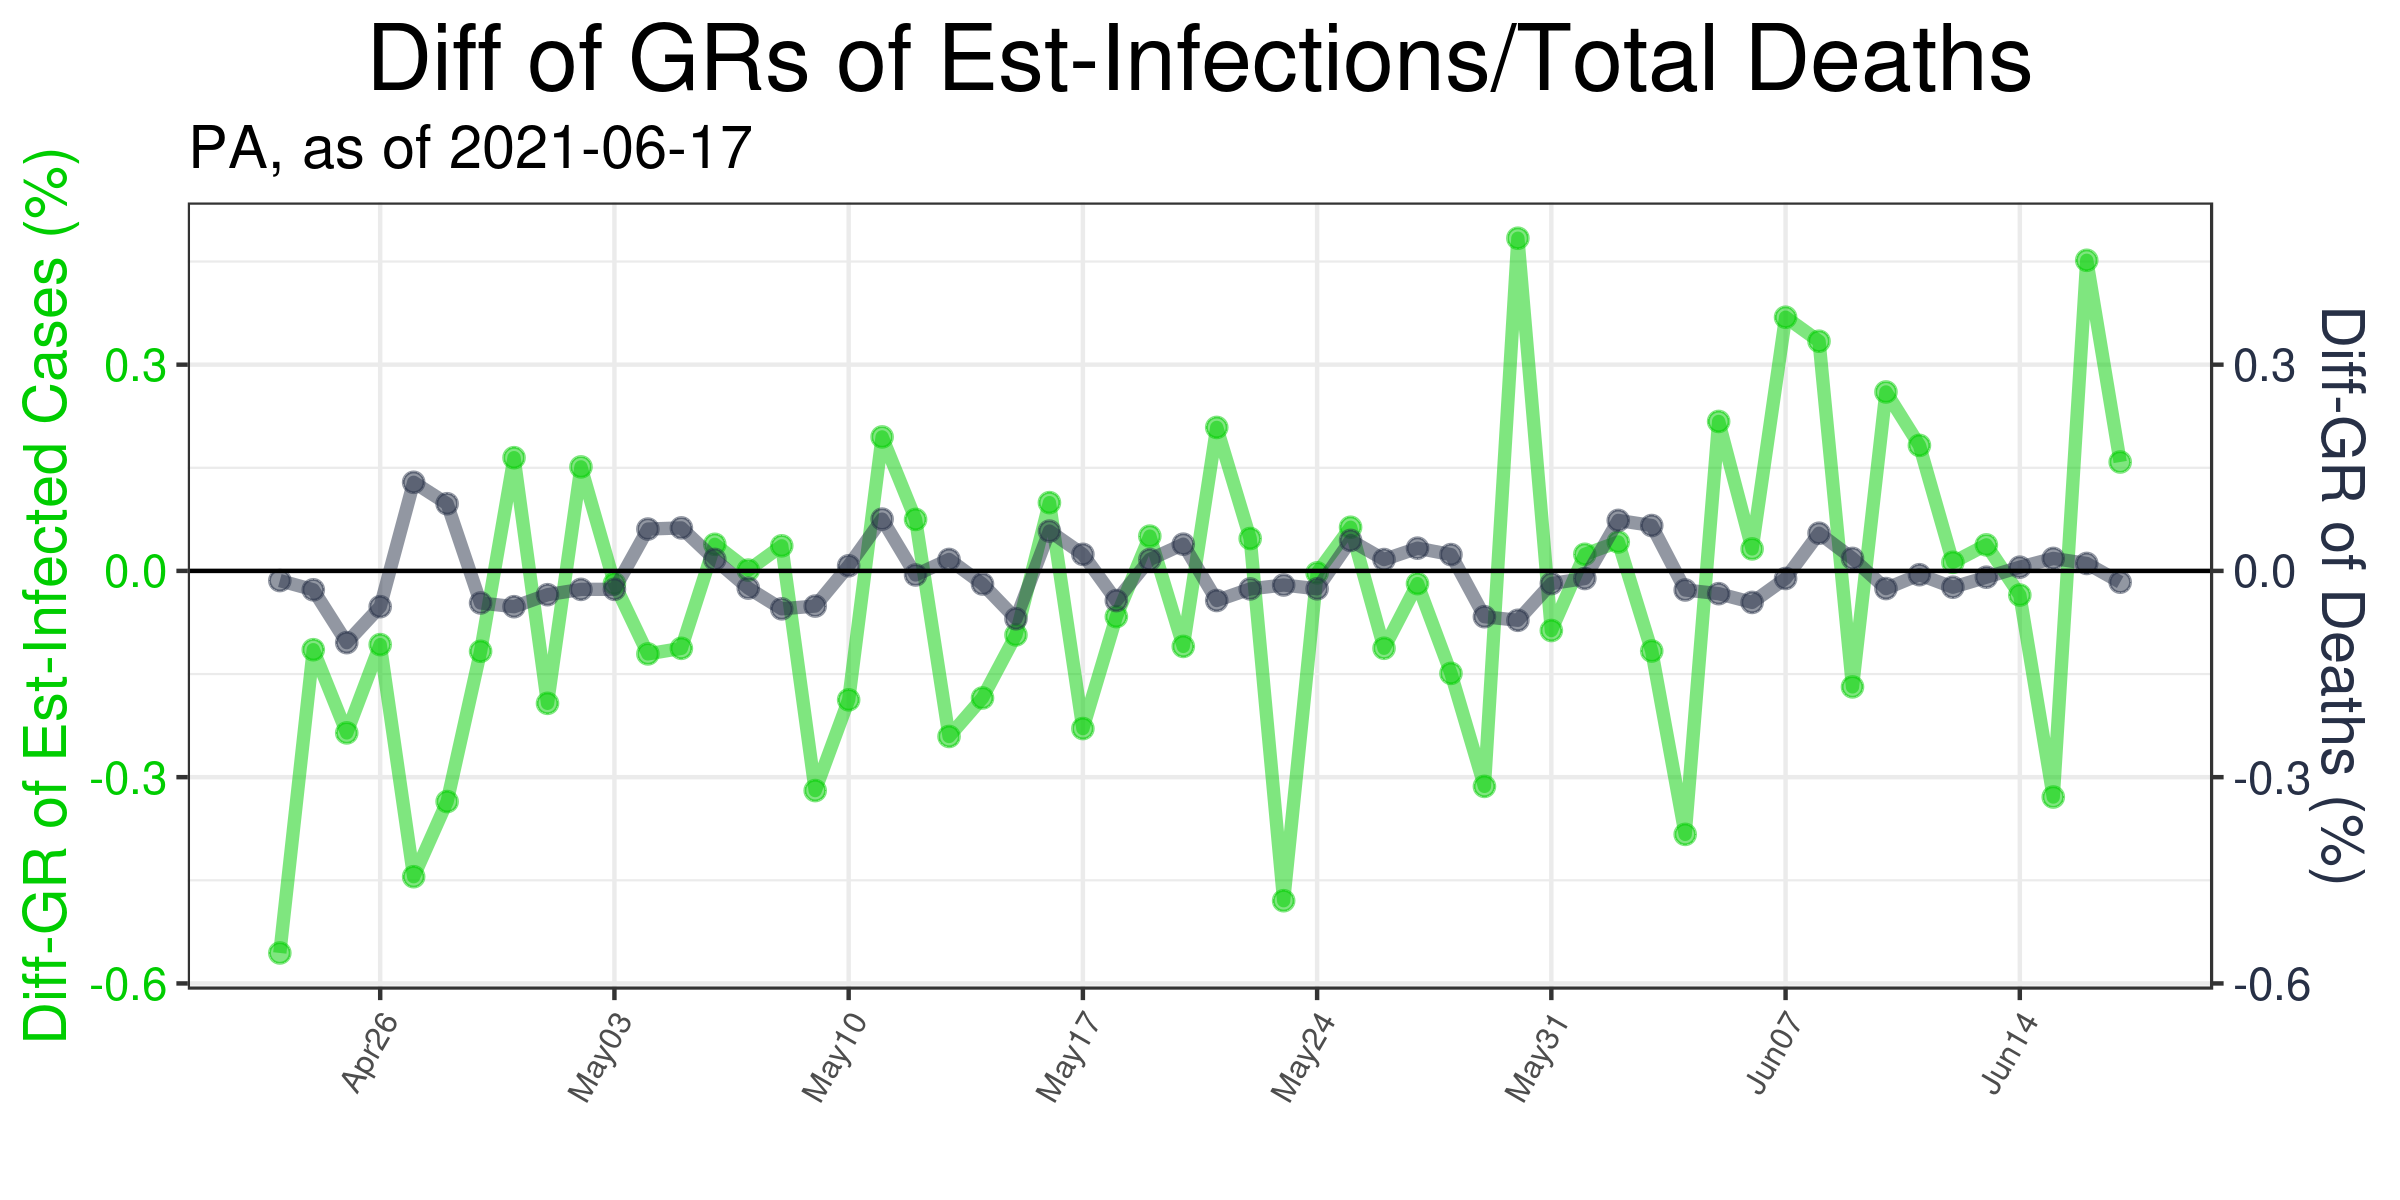 Diff of GRs of Est-Infections/Total Deaths
PA, as of 2021-06-17
Diff-GR of Est-Infected Cases (%)
0.3
0.0
-0.3
-0.6
0.3
0.0
-0.3
-0.6
Diff-GR of Deaths (%)
Apr26
May03
May10
May17
May24
May31
Jun07
Jun14